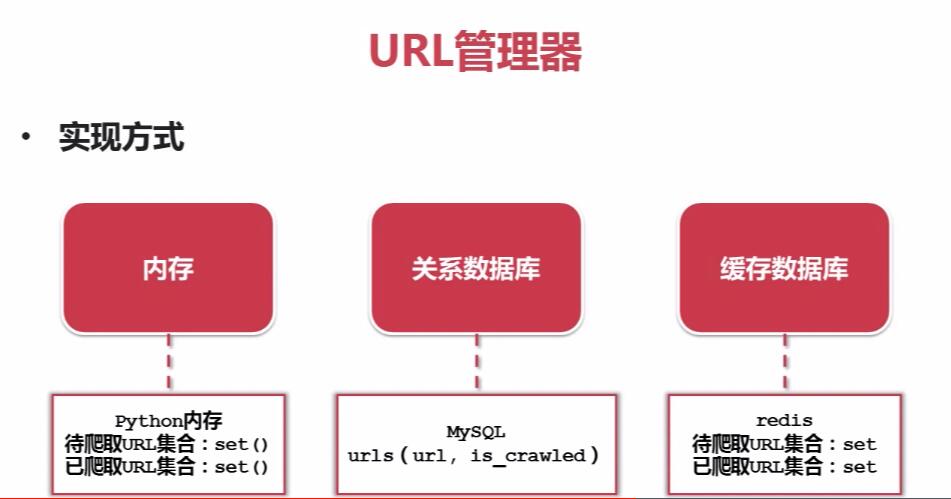 URL管理器
• 实现方式
内存
关系数据库
缓存数据库
Python内存
待爬取URL集合：set()
已爬取URL集合：set()
MySQL
urls(url, is_crawled)
redis
待爬取URL集合：set
已爬取URL集合：set